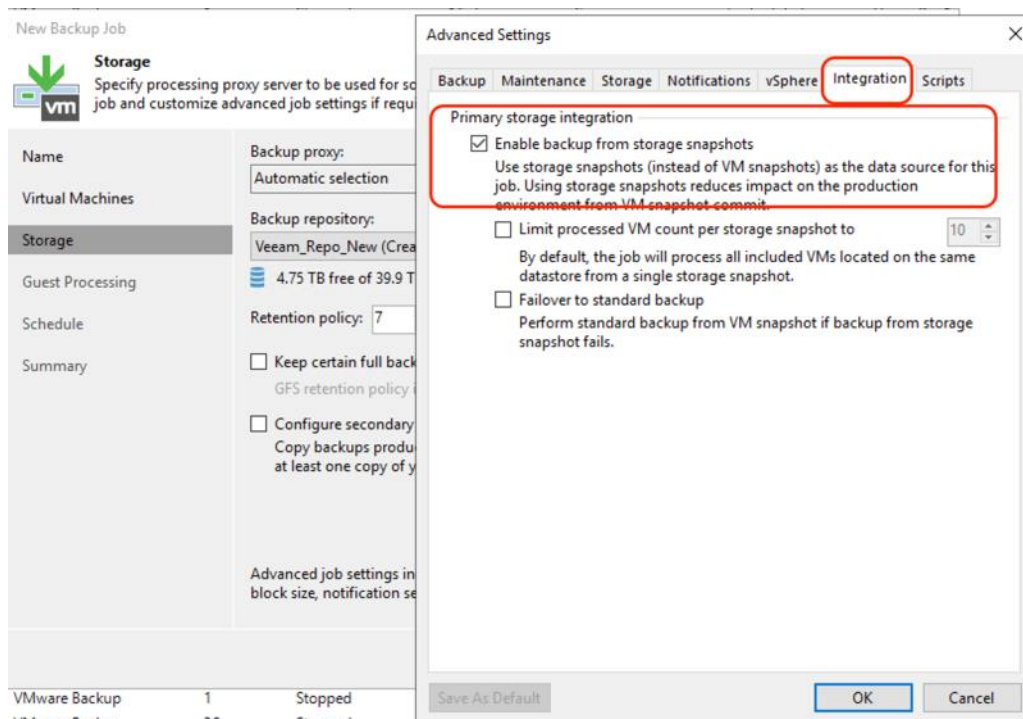 New Backup Job
Storage
Specify processing proxy server to be used for so
job and customize advanced job settings if requi
vm
Name
Virtual Machines
Storage
Guest Processing
Schedule
Summary
Backup proxy:
Automatic selection
Backup repository:
Veeam_Repo_New (Crea
4.75 TB free of 39.9 T
Retention policy: 7
Keep certain full back
GFS retention policy i
Configure secondary
Copy backups produ
at least one copy of y
Advanced job settings in
block size, notification se
VMware Backup 1 Stopped
Advanced Settings
Backup Maintenance Storage Notifications vSphere Integration Scripts
Primary storage integration
Enable backup from storage snapshots
Use storage snapshots (instead of VM snapshots) as the data source for this
job. Using storage snapshots reduces impact on the production
environment from VM snapshot commit.
Limit processed VM count per storage snapshot to 10
By default, the job will process all included VMs located on the same
datastore from a single storage snapshot.
Failover to standard backup
Perform standard backup from VM snapshot if backup from storage
snapshot fails.
Save As Default OK Cancel